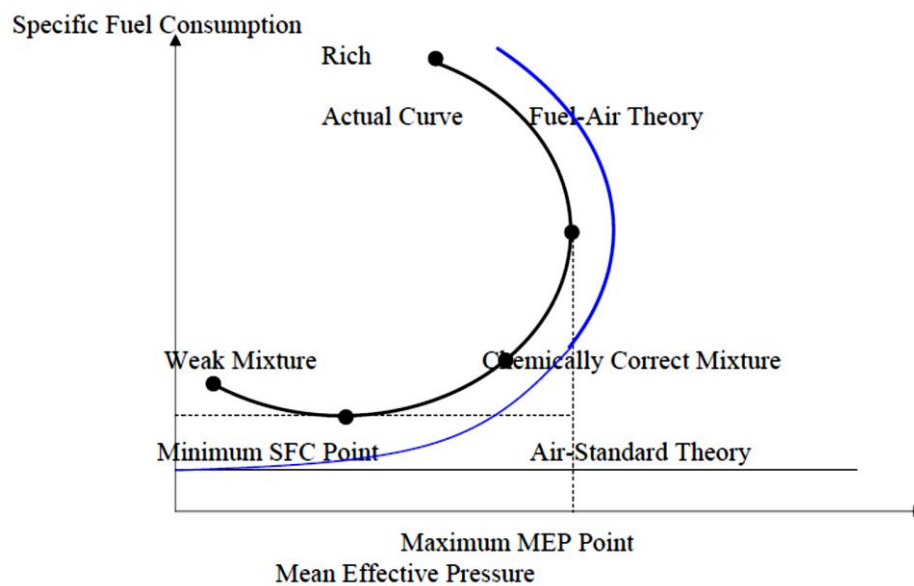 Specific Fuel Consumption
Rich
Actual Curve
Fuel-Air Theory
Weak Mixture
Chemically Correct Mixture
Minimum SFC Point
Air-Standard Theory
Maximum MEP Point
Mean Effective Pressure